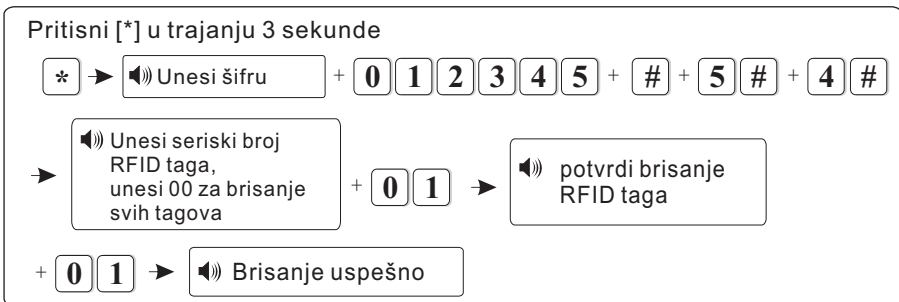 Pritisni [*] u trajanju 3 sekunde
* Unesi šifru + 0 1 2 3 4 5 + # + 5 # + 4 #
Unesi seriski broj
RFID taga,
unesi 00 za brisanje
svih tagova
+ 0 1
potvrdi brisanje
RFID taga
+ 0 1 Brisanje uspešno